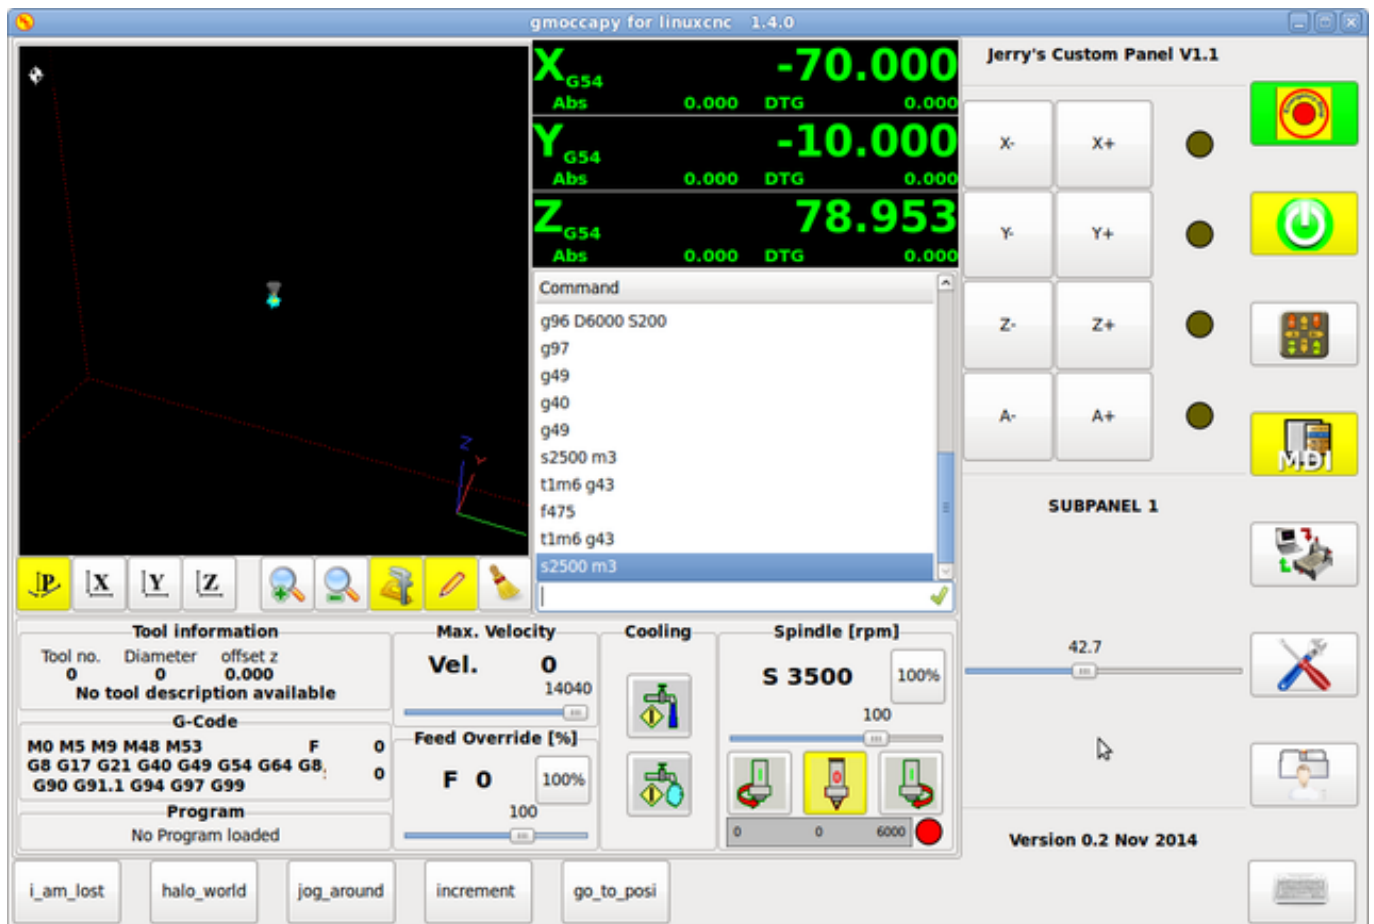 gmoccapy for linuxcnc 1.4.0
X G54 -70.000
Abs 0.000 DTG 0.000
Y G54 -10.000
Abs 0.000 DTG 0.000
Z G54 78.953
Abs 0.000 DTG 0.000
Command
g96 D6000 S200
g97
g49
g40
g49
s2500 m3
t1m6 g43
f475
t1m6 g43
s2500 m3
Z
Y
P X Y Z
Jerry's Custom Panel V1.1
X- X+
Y- Y+
Z- Z+
A- A+
SUBPANEL 1
42.7
Version 0.2 Nov 2014
MDI
Tool information
Tool no. Diameter offset z
0 0 0.000
No tool description available
G-Code
M0 M5 M9 M48 M53 F 0
G8 G17 G21 G40 G49 G54 G64 G8 0
G90 G91.1 G94 G97 G99
Program
No Program loaded
Max. Velocity
Vel. 0
14040
Feed Override [%]
F 0 100%
100
Cooling
Spindle [rpm]
S 3500 100%
100
0 0 6000
i_am_lost halo_world jog_around increment go_to_posi